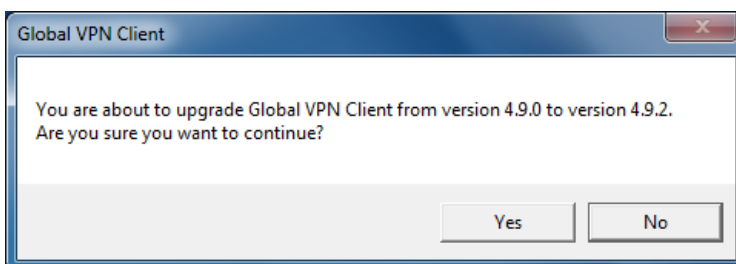 Global VPN Client
You are about to upgrade Global VPN Client from version 4.9.0 to version 4.9.2.
Are you sure you want to continue?
Yes
No